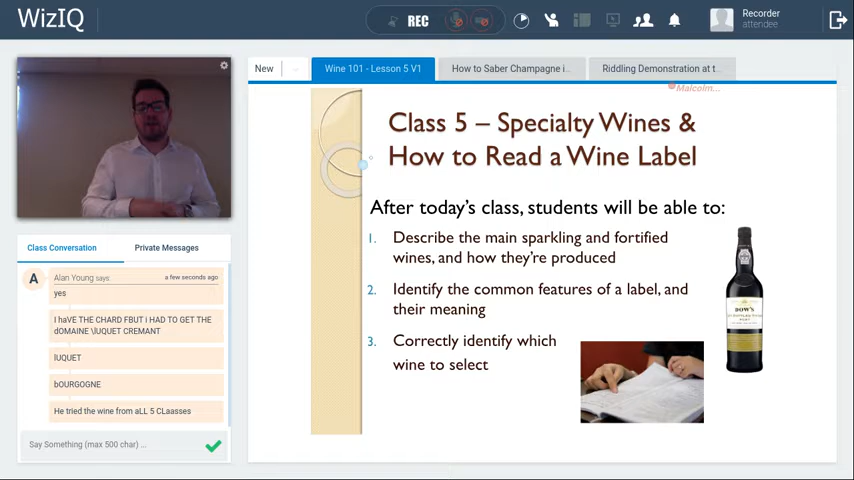 WizIQ
REC
Recorder
attendee
New
Wine 101 - Lesson 5 V1
How to Saber Champagne i...
Riddling Demonstration at t...
Malcolm...
Class 5 – Specialty Wines &
How to Read a Wine Label
After today's class, students will be able to:
1. Describe the main sparkling and fortified
wines, and how they're produced
2. Identify the common features of a label, and
their meaning
3. Correctly identify which
wine to select
DOW'S
Class Conversation
Private Messages
A
Alan Young says:
a few seconds ago
yes
I haVE THE CHARD FBUT i HAD TO GET THE
dOMAINE \lUQUET CREMANT
lUQUET
bOURGOGNE
He tried the wine from aLL 5 CLaasses
Say Something (max 500 char) ...